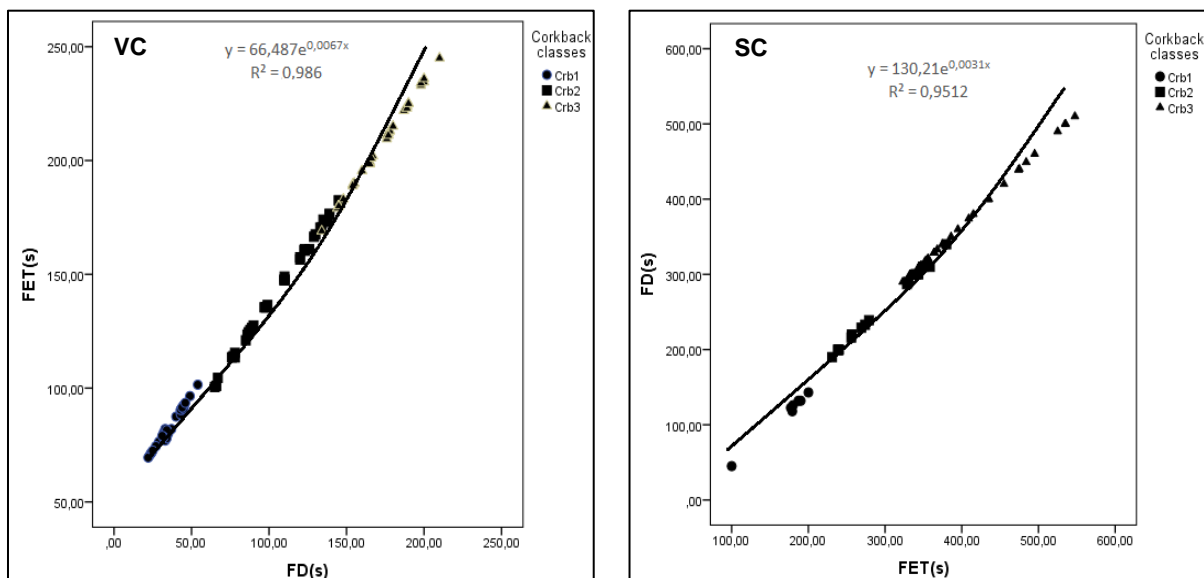 VC
y = 66,487e^0,0067x
R² = 0,986
250,00
200,00
150,00
100,00
50,00
FET(s)
,00 50,00 100,00 150,00 200,00 250,00
FD(s)
Corkback
classes
Crb1
Crb2
Crb3
SC
y = 130,21e^0,0031x
R² = 0,9512
600,00
500,00
400,00
300,00
200,00
100,00
,00
FD(s)
100,00 200,00 300,00 400,00 500,00 600,00
FET(s)
Corkback
classes
Crb1
Crb2
Crb3